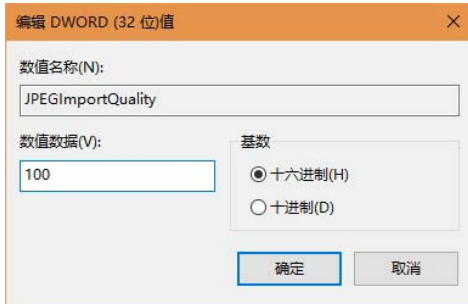 编辑 DWORD (32 位)值
数值名称(N):
JPEGImportQuality
数值数据(V):
100
基数
十六进制(H)
十进制(D)
确定
取消